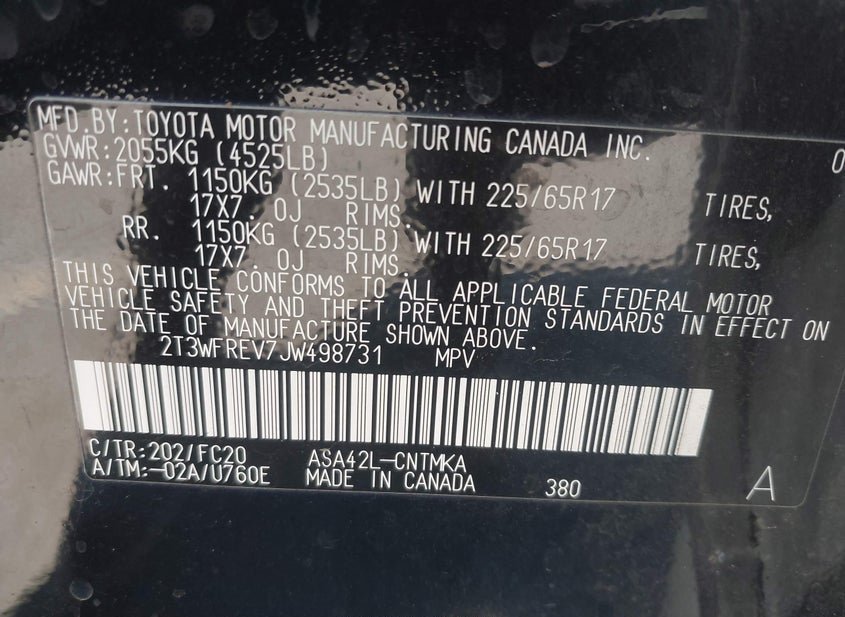 MFD.BY:TOYOTA MOTOR MANUFACTURING CANADA INC.
GVWR:2055KG (4525LB)
0
GAWR:FRT. 1150KG (2535LB) WITH 225/65R17 TIRES,
17X7. 0J RIMS.
RR. 1150KG (2535LB) WITH 225/65R17 TIRES,
17X7. 0J RIMS.
THIS VEHICLE CONFORMS TO ALL APPLICABLE FEDERAL MOTOR
VEHICLE SAFETY AND THEFT PREVENTION STANDARDS IN EFFECT ON
THE DATE OF MANUFACTURE SHOWN ABOVE.
2T3WFREV7JW498731 MPV
C/TR:202/FC20 ASA42L-CNTMKA
A/TM:-02A/U760E MADE IN CANADA 380 A